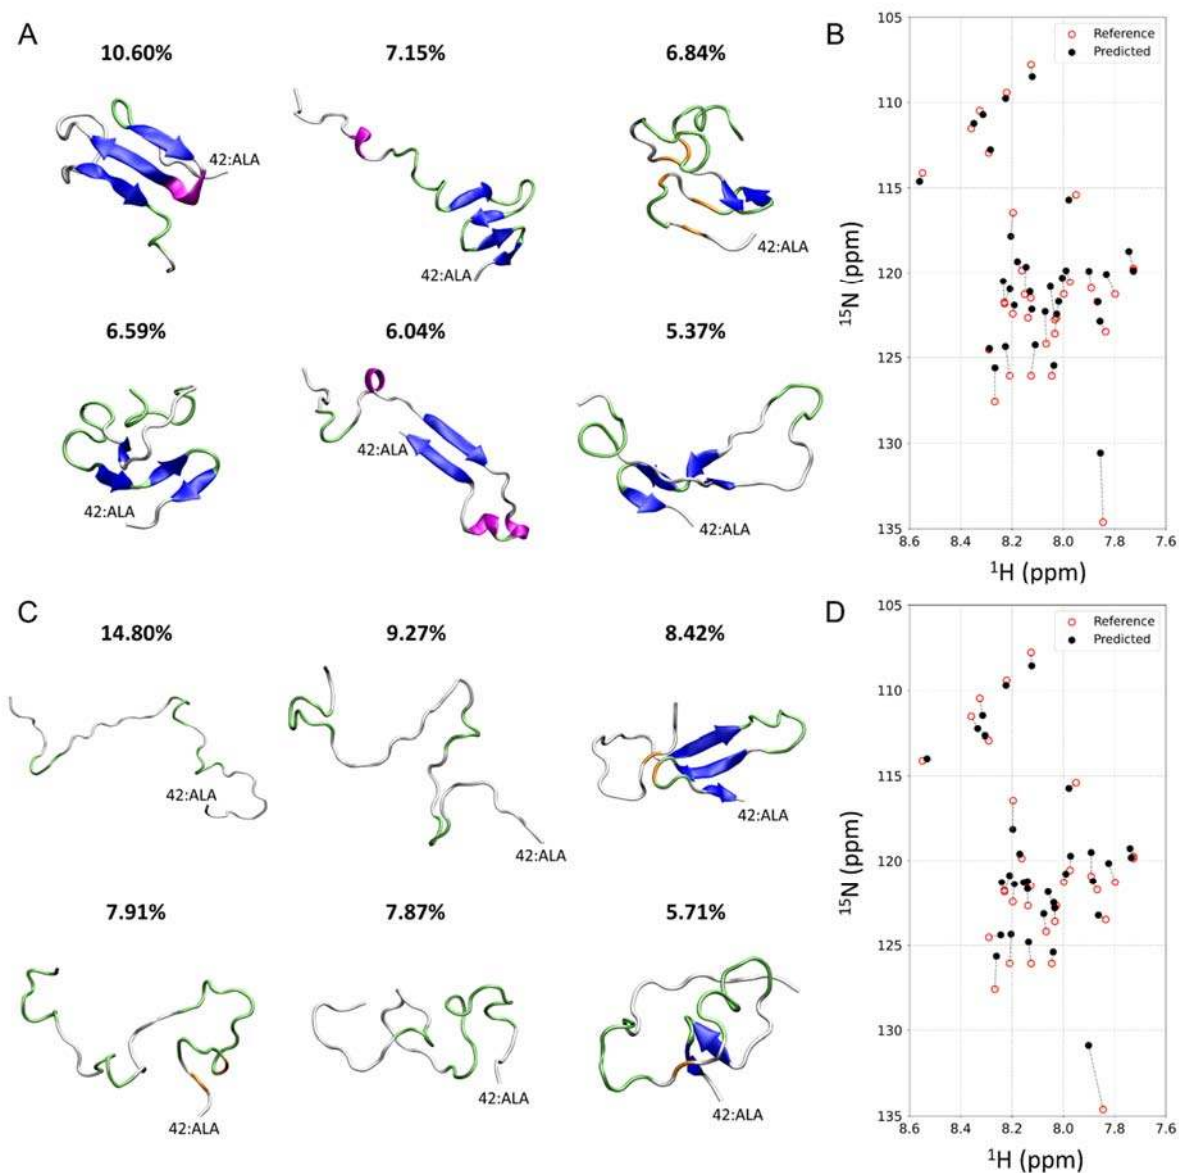 A
10.60% 7.15% 6.84%
42:ALA 42:ALA 42:ALA
6.59% 6.04% 5.37%
42:ALA 42:ALA 42:ALA
B
Reference
Predicted
105
110
115
120
125
130
135
15N (ppm)
8.6 8.4 8.2 8.0 7.8 7.6
1H (ppm)
C
14.80% 9.27% 8.42%
42:ALA 42:ALA 42:ALA
7.91% 7.87% 5.71%
42:ALA 42:ALA 42:ALA
D
Reference
Predicted
105
110
115
120
125
130
135
15N (ppm)
8.6 8.4 8.2 8.0 7.8 7.6
1H (ppm)